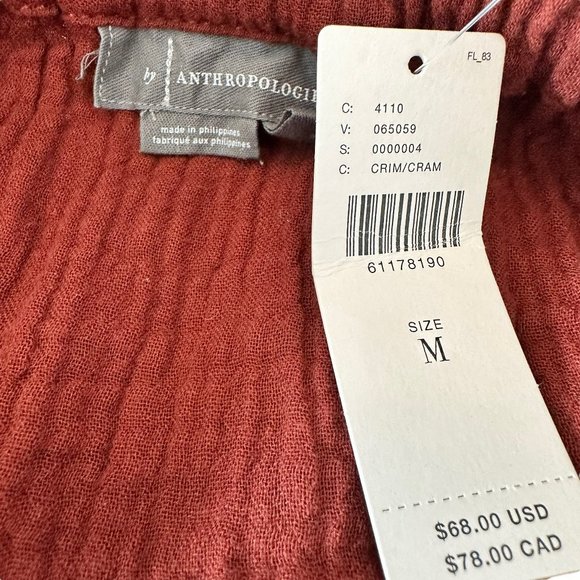 by ANTHROPOLOGIE
made in philippines
fabriqué aux philippines
FL_83
C: 4110
V: 065059
S: 0000004
C: CRIM/CRAM
61178190
SIZE
M
$68.00 USD
$78.00 CAD